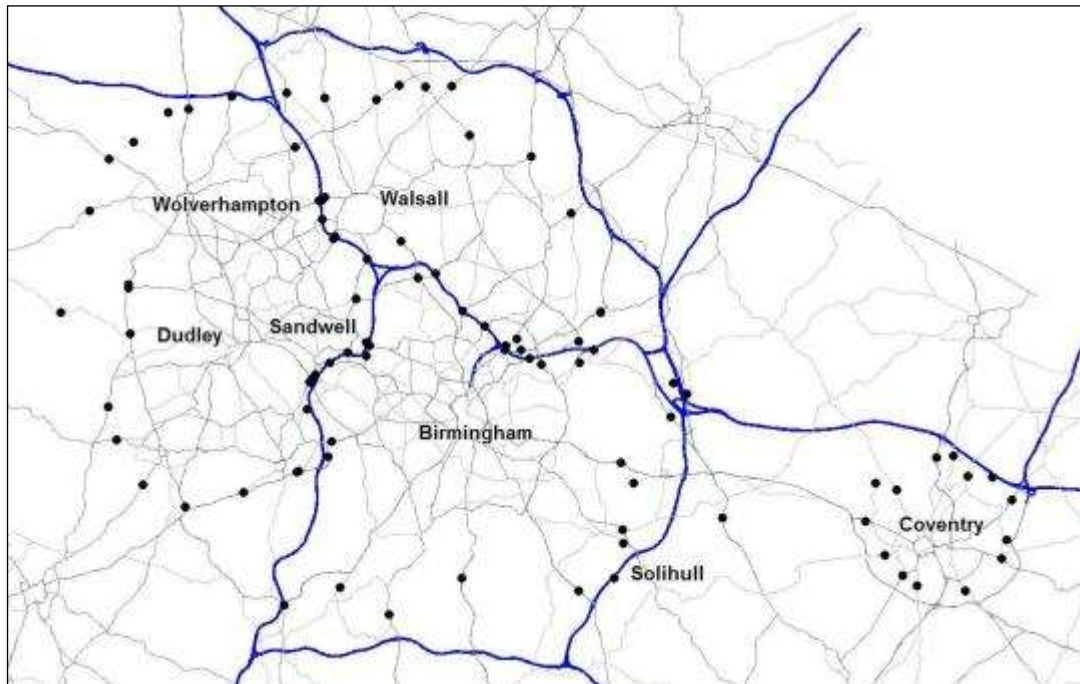 Wolverhampton
Walsall
Sandwell
Dudley
Birmingham
Coventry
Solihull